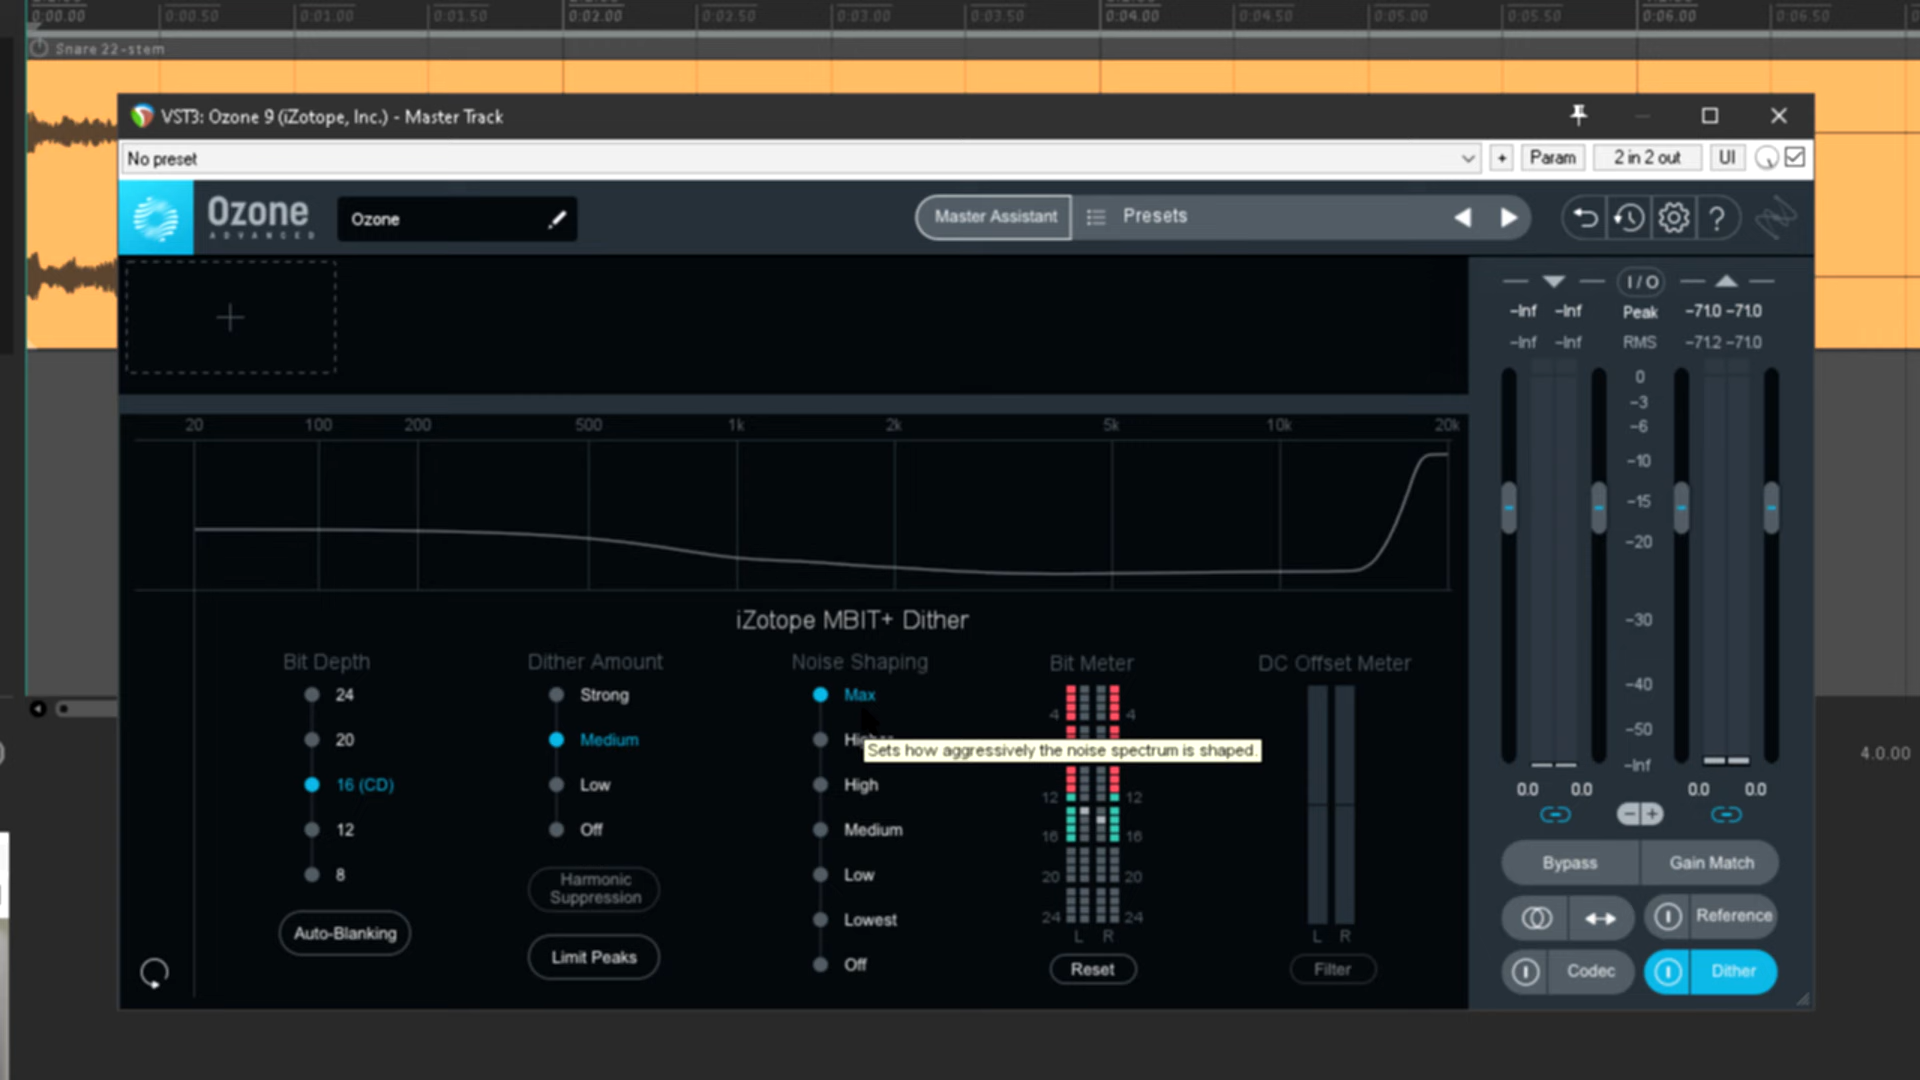 0:00.00 0:00.50 0:01.00 0:01.50 0:02.00 0:02.50 0:03.00 0:03.50 0:04.00 0:04.50 0:05.00 0:05.50 0:06.00 0:06.50
Snare 22-stem
VST3: Ozone 9 (iZotope, Inc.) - Master Track
No preset + Param 2 in 2 out UI
Ozone
ADVANCED
Ozone
Master Assistant Presets ?
I/O
-Inf -Inf Peak -71.0 -71.0
-Inf -Inf RMS -71.2 -71.0
0
-3
-6
-10
-15
-20
-30
-40
-50
-Inf
0.0 0.0 0.0 0.0
Bypass Gain Match
Reference
Codec Dither
20 100 200 500 1k 2k 5k 10k 20k
iZotope MBIT+ Dither
Bit Depth
24
20
16 (CD)
12
8
Auto-Blanking
Dither Amount
Strong
Medium
Low
Off
Harmonic
Suppression
Limit Peaks
Noise Shaping
Max
Sets how aggressively the noise spectrum is shaped.
High
Medium
Low
Lowest
Off
Bit Meter
4 4
12 12
16 16
20 20
24 24
L R
Reset
DC Offset Meter
L R
Filter
4.0.00